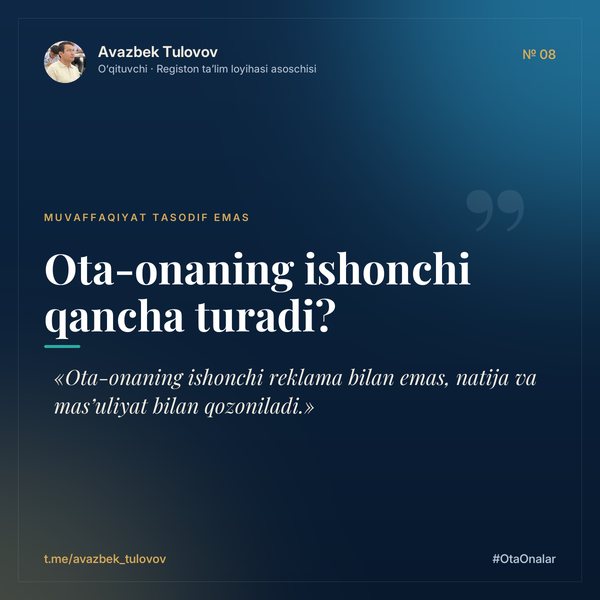 Avazbek Tulovov
O'qituvchi · Registon ta'lim loyihasi asoschisi
№ 08
MUVAFFAQIYAT TASODIF EMAS
Ota-onaning ishonchi
qancha turadi?
«Ota-onaning ishonchi reklama bilan emas, natija va
mas’uliyat bilan qozoniladi.»
t.me/avazbek_tulovov
#OtaOnalar